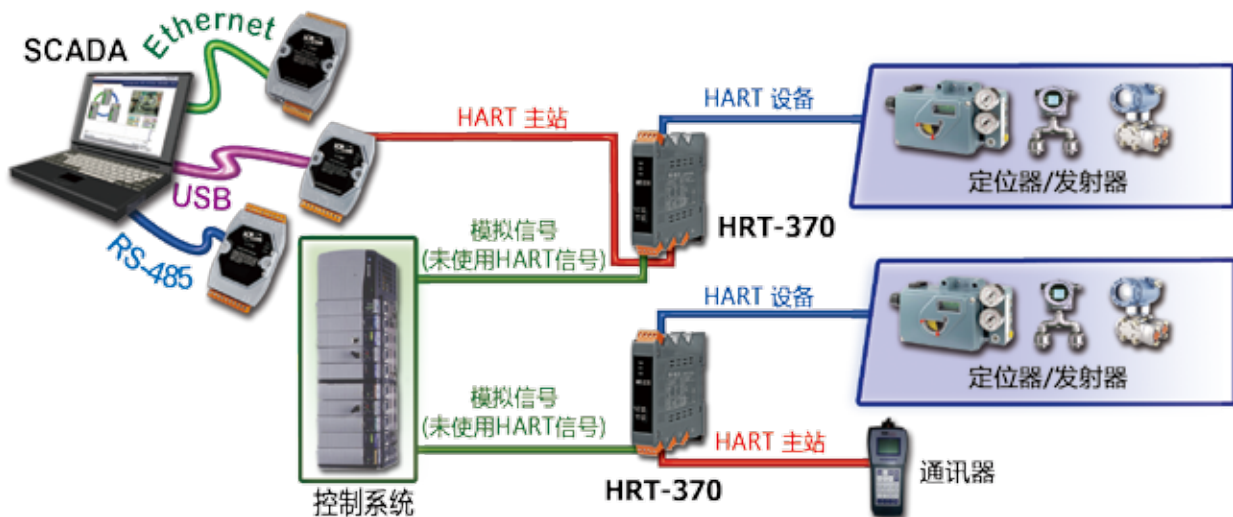 SCADA
Ethernet
USB
RS-485
HART 主站
HART 设备
定位器/发射器
HRT-370
模拟信号
(未使用HART信号)
HART 设备
定位器/发射器
模拟信号
(未使用HART信号)
HART 主站
HRT-370
通讯器
控制系统